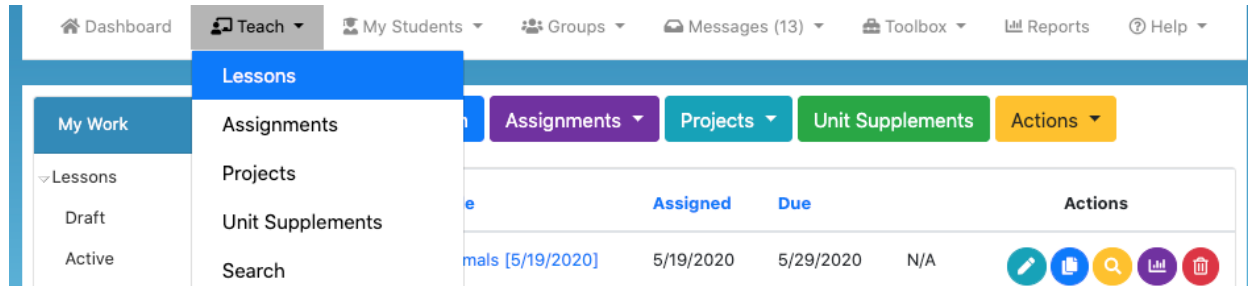 Dashboard Teach My Students Groups Messages (13) Toolbox Reports Help
Lessons
My Work Assignments Assignments Projects Unit Supplements Actions
Lessons Projects
Assigned Due Actions
Draft Unit Supplements
Active Search mals [5/19/2020] 5/19/2020 5/29/2020 N/A